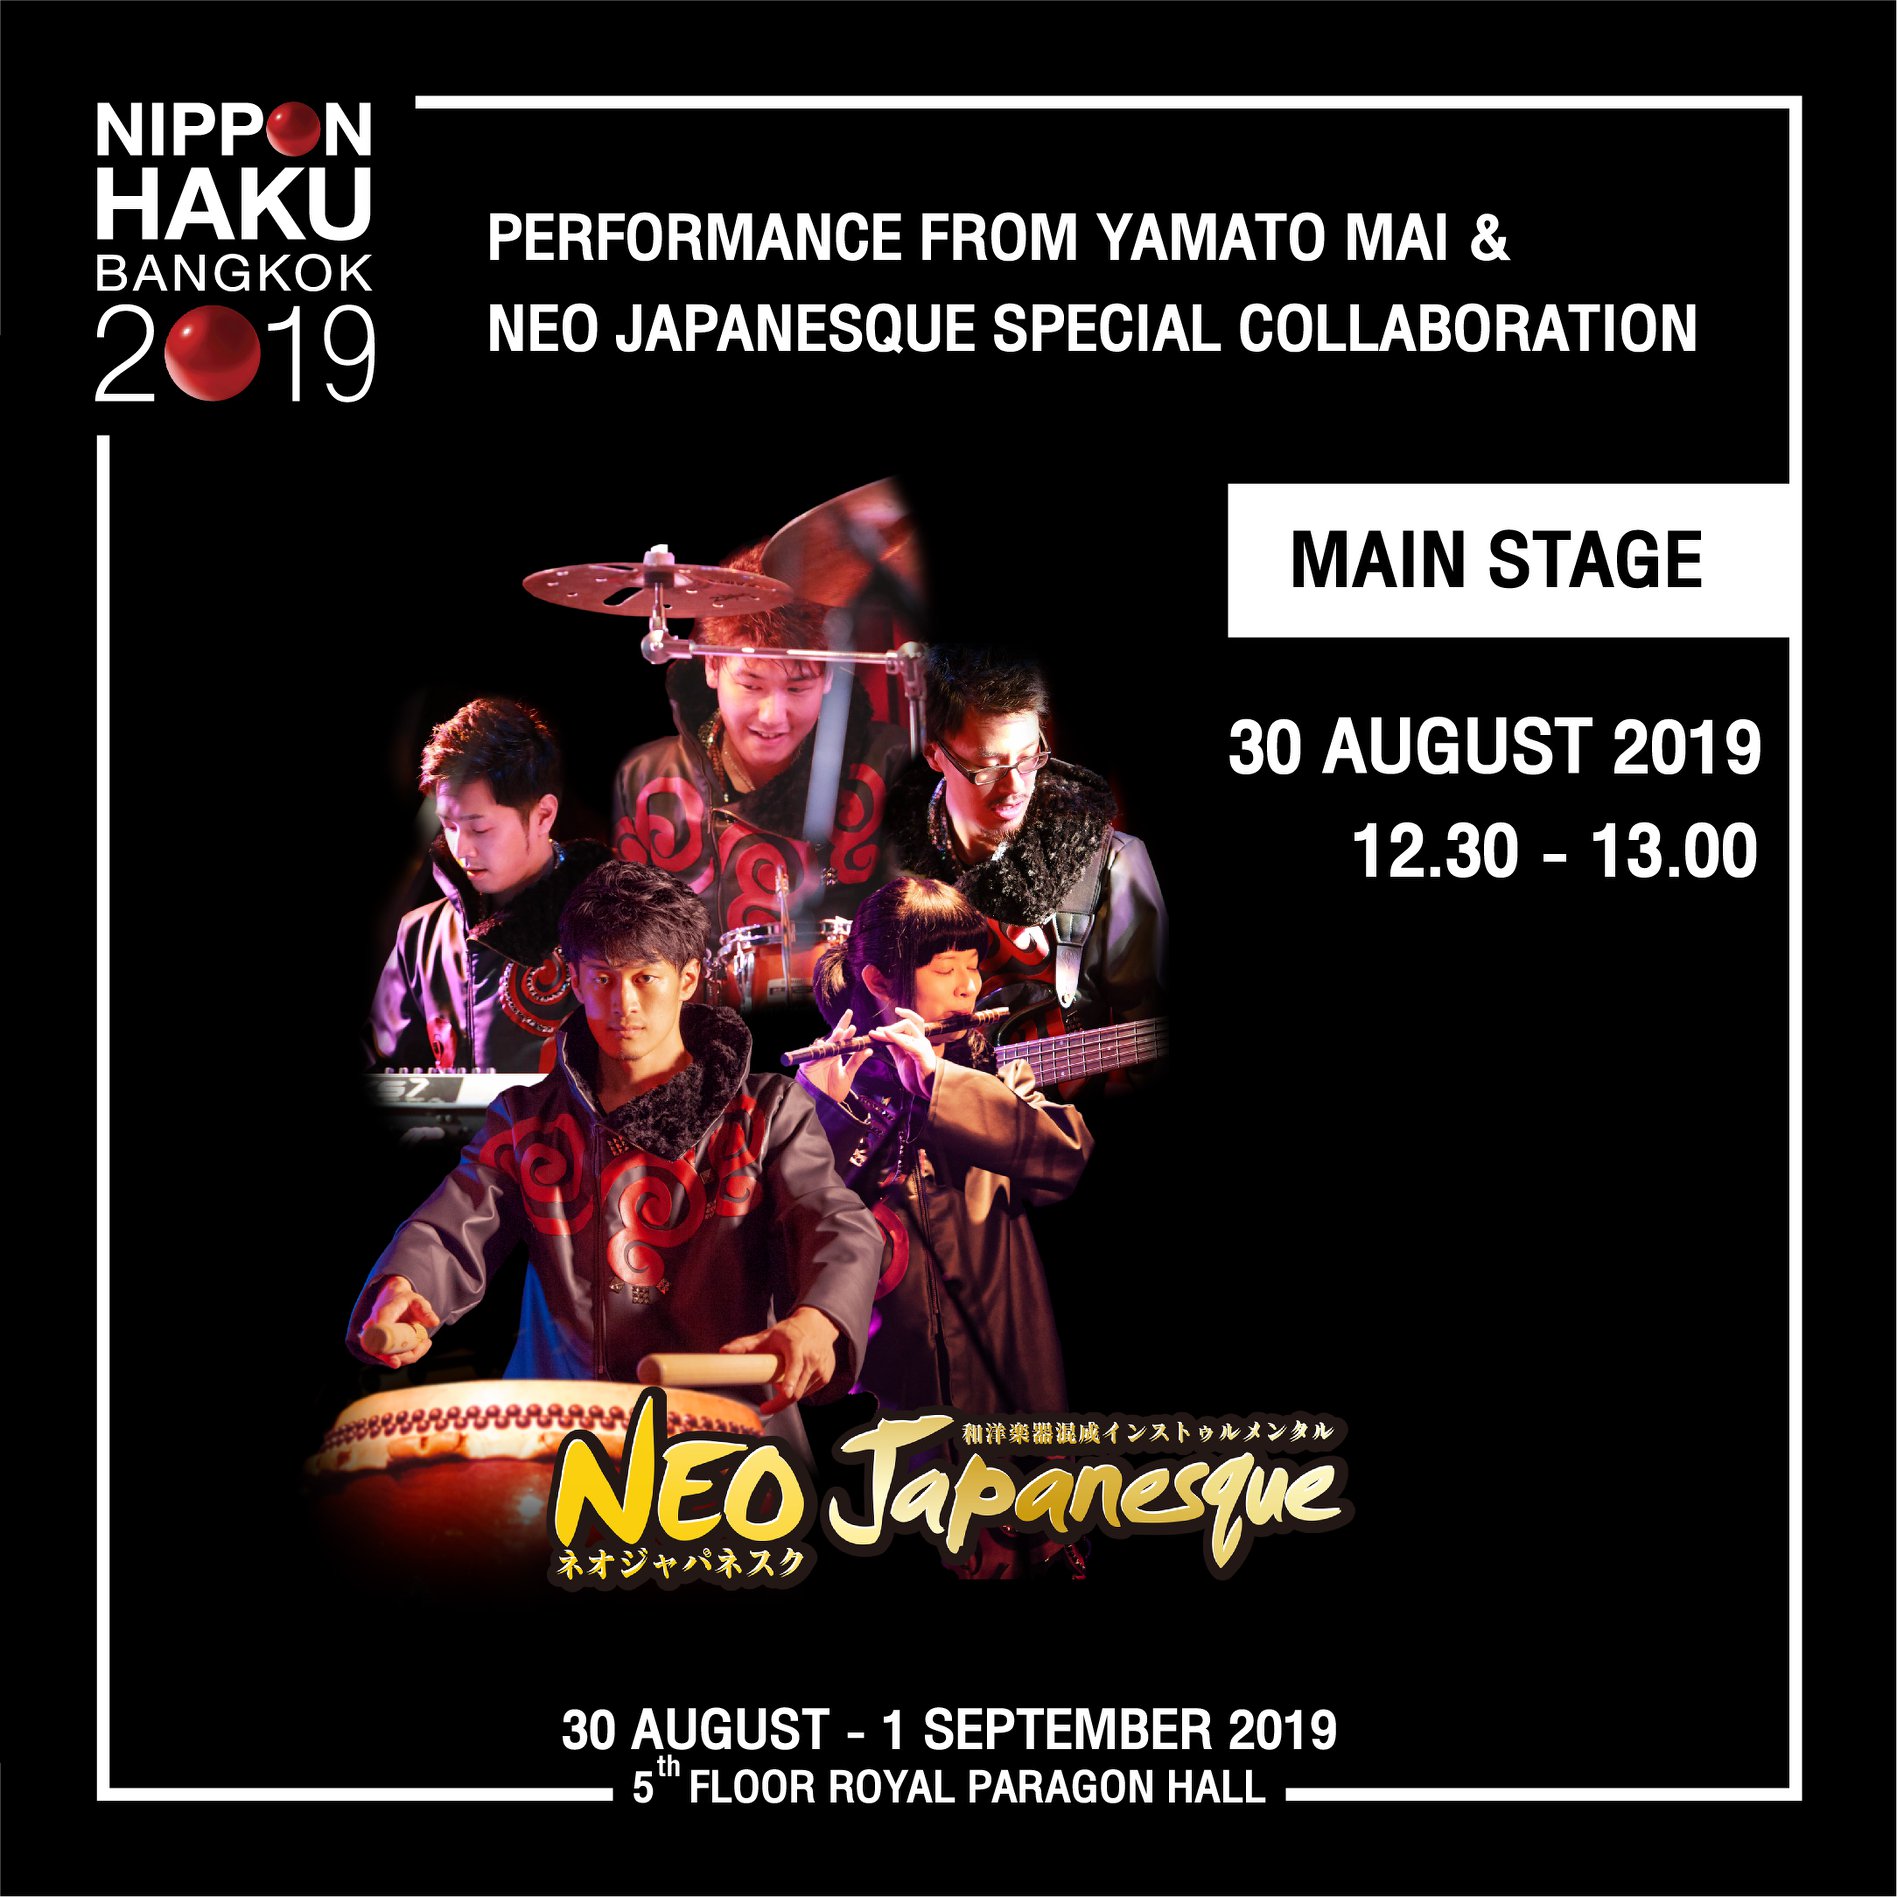 NIPPON
HAKU
BANGKOK
2019
PERFORMANCE FROM YAMATO MAI &
NEO JAPANESQUE SPECIAL COLLABORATION
MAIN STAGE
30 AUGUST 2019
12.30 - 13.00
和洋楽器混成インストゥルメンタル
NEO Japanesque
ネオジャパネスク
30 AUGUST - 1 SEPTEMBER 2019
5th FLOOR ROYAL PARAGON HALL